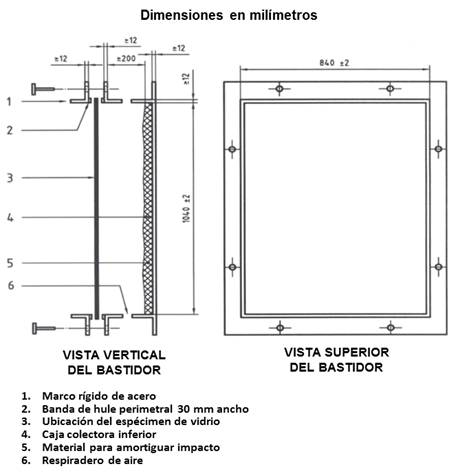 Dimensiones en milímetros
±12
±12
±200
±12
±12
840 ±2
1
2
3
1040 ±2
4
5
6
VISTA VERTICAL
DEL BASTIDOR
VISTA SUPERIOR
DEL BASTIDOR
1. Marco rígido de acero
2. Banda de hule perimetral 30 mm ancho
3. Ubicación del espécimen de vidrio
4. Caja colectora inferior
5. Material para amortiguar impacto
6. Respiradero de aire